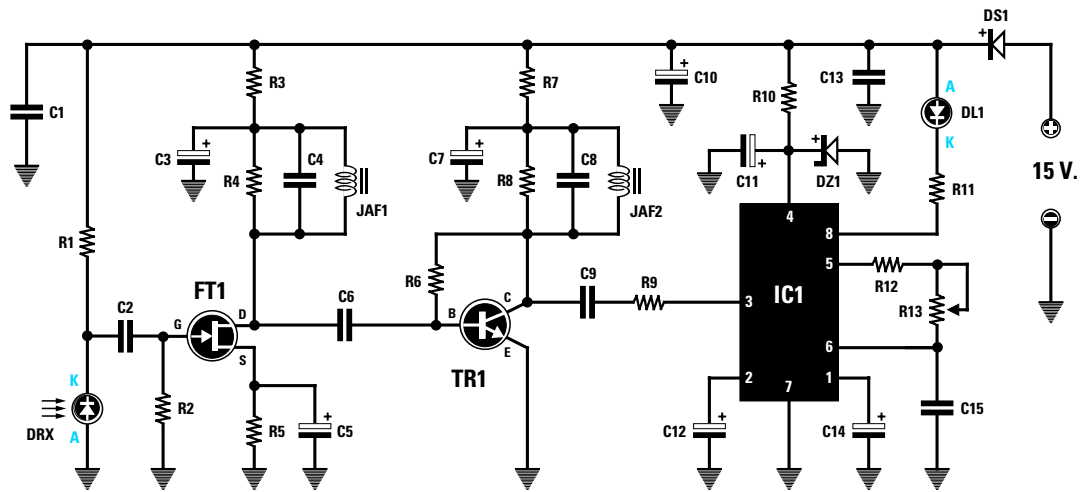 DS1
+
R3
R7
C10
+
R10
C13
A
DL1
K
C1
C3
+
R4
C4
JAF1
C7
+
R8
C8
JAF2
C11
+
DZ1
+
R11
15 V.
R1
FT1
R6
C9
R9
4
8
5
R12
R13
C2
G
D
S
C6
B
C
E
TR1
3
IC1
6
K
DRX
A
R2
R5
C5
+
2
7
1
C12
+
C14
+
C15